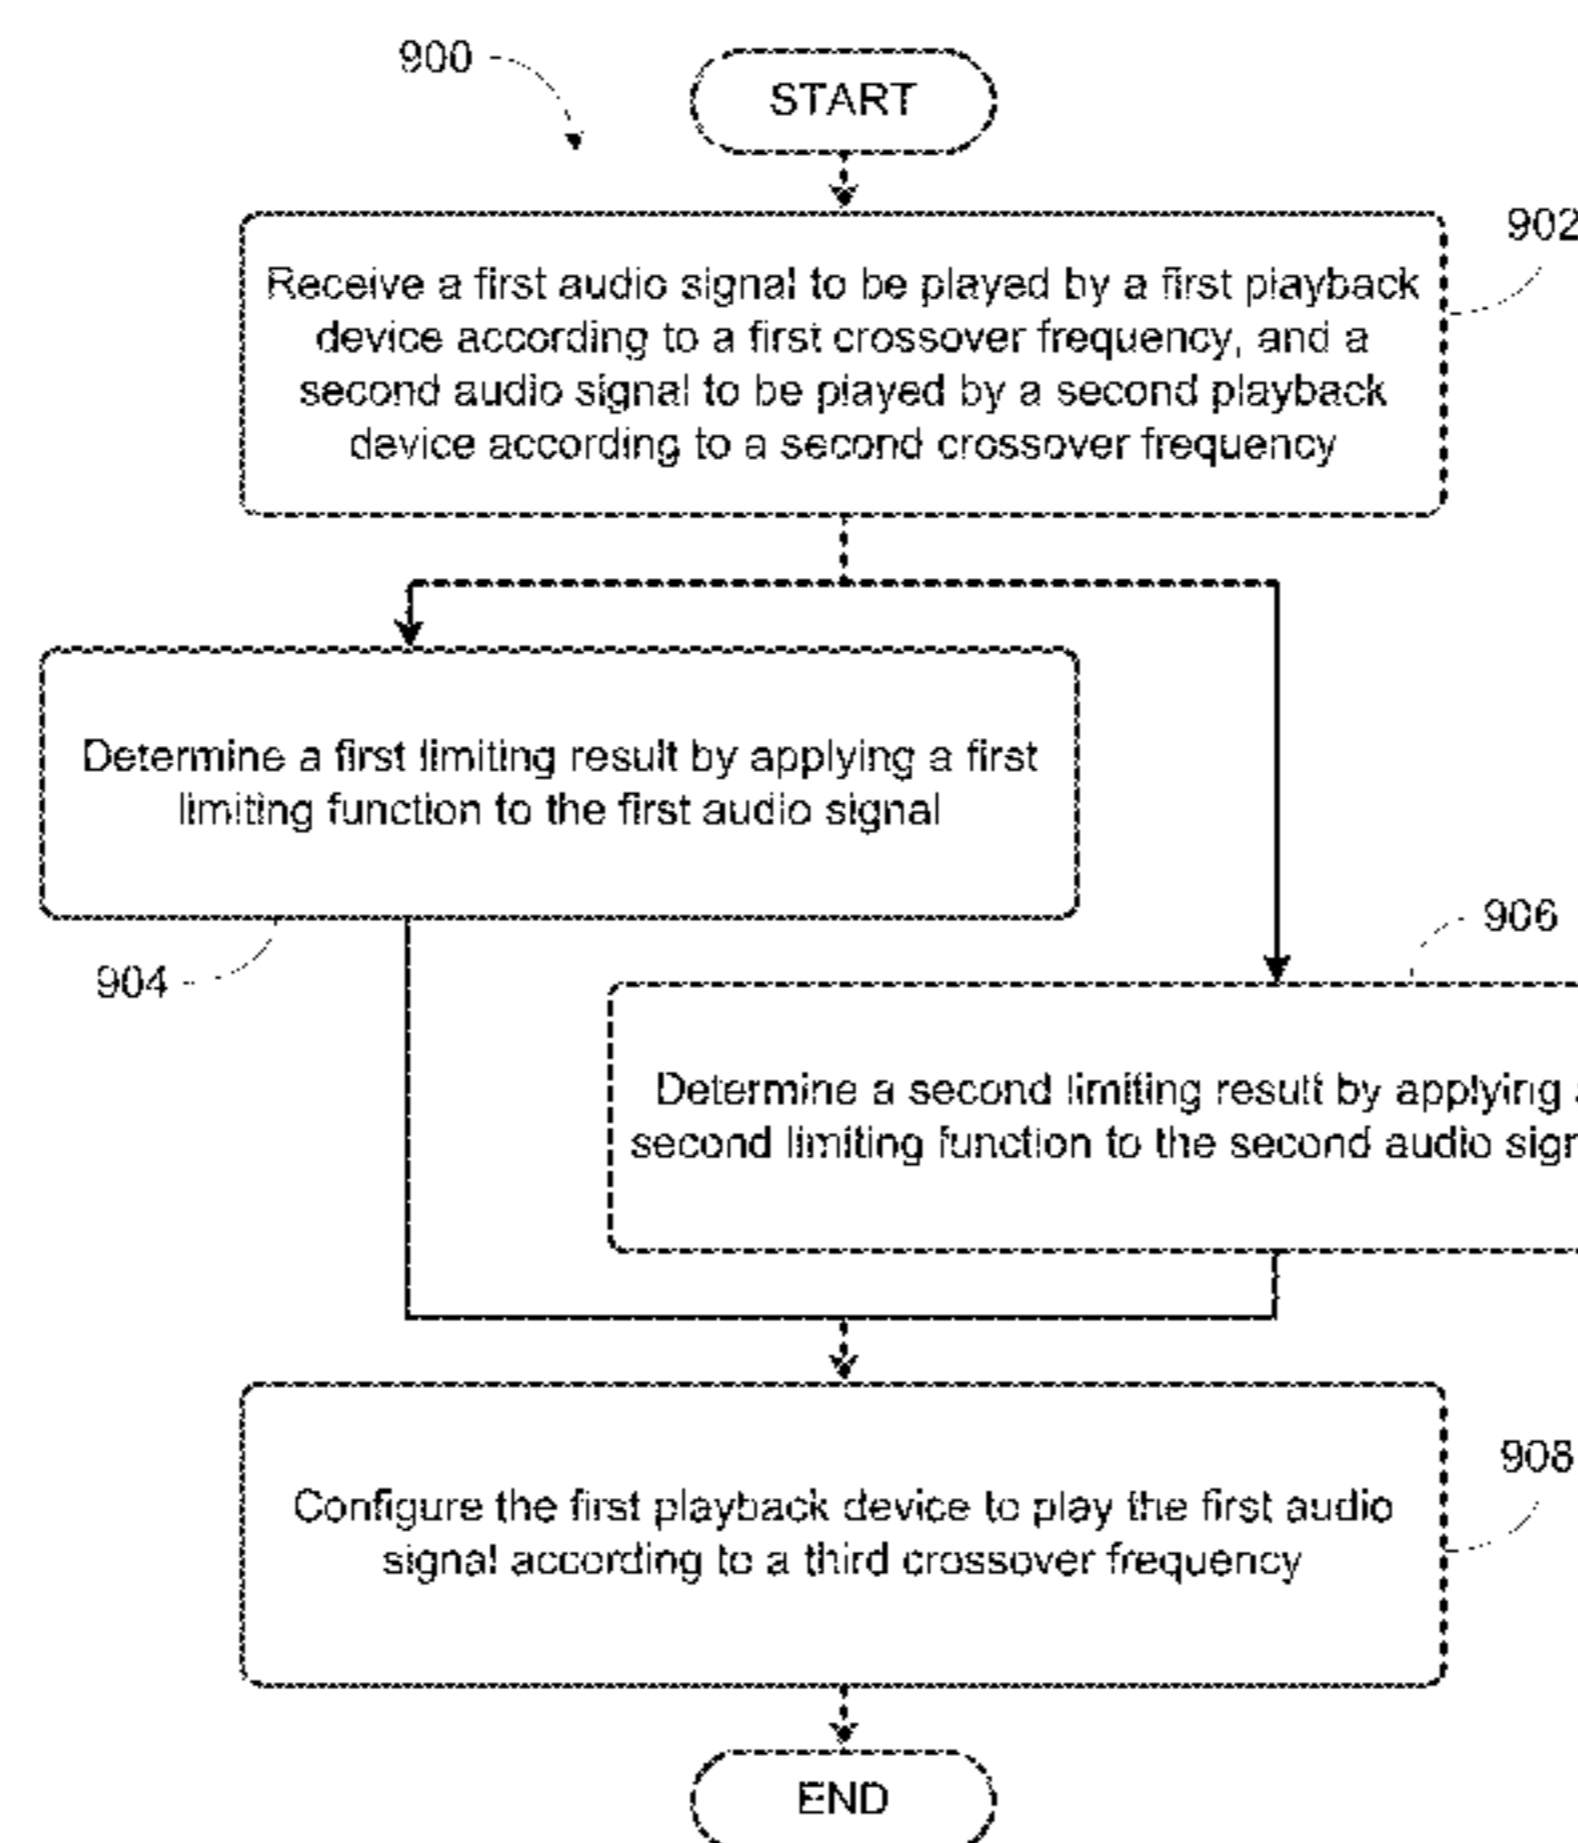 900
START
902
Receive a first audio signal to be played by a first playback
device according to a first crossover frequency, and a
second audio signal to be played by a second playback
device according to a second crossover frequency
Determine a first limiting result by applying a first
limiting function to the first audio signal
904
906
Determine a second limiting result by applying
second limiting function to the second audio
908
Configure the first playback device to play the first audio
signal according to a third crossover frequency
END